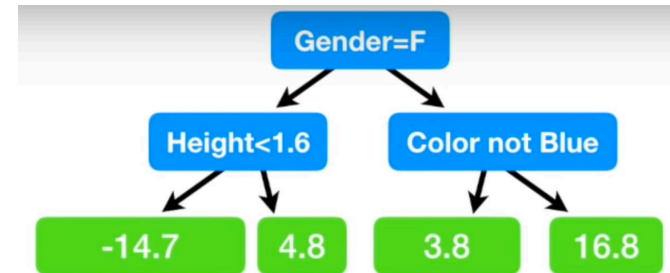 Gender=F
Height<1.6
Color not Blue
-14.7
4.8
3.8
16.8